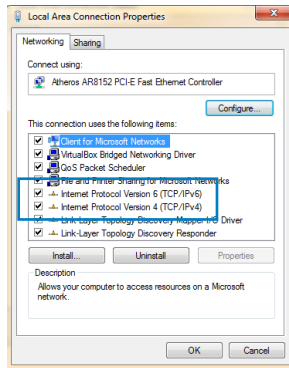 Local Area Connection Properties
Networking Sharing
Connect using:
Atheros AR8152 PCI-E Fast Ethernet Controller
Configure...
This connection uses the following items:
Client for Microsoft Networks
VirtualBox Bridged Networking Driver
QoS Packet Scheduler
File and Printer Sharing for Microsoft Networks
Internet Protocol Version 6 (TCP/IPv6)
Internet Protocol Version 4 (TCP/IPv4)
Link-Layer Topology Discovery Mapper I/O Driver
Link-Layer Topology Discovery Responder
Install... Uninstall Properties
Description
Allows your computer to access resources on a Microsoft
network.
OK Cancel